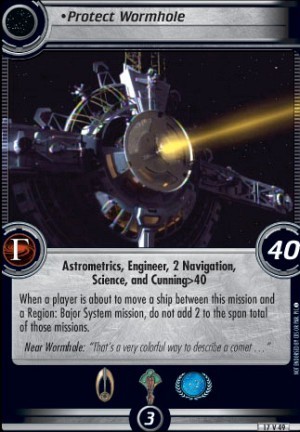 •Protect Wormhole
Γ
40
Astrometrics, Engineer, 2 Navigation,
Science, and Cunning>40
When a player is about to move a ship between this mission and
a Region: Bajor System mission, do not add 2 to the span total
of those missions.
Near Wormhole: "That's a very colorful way to describe a comet ..."
3
17 V 49